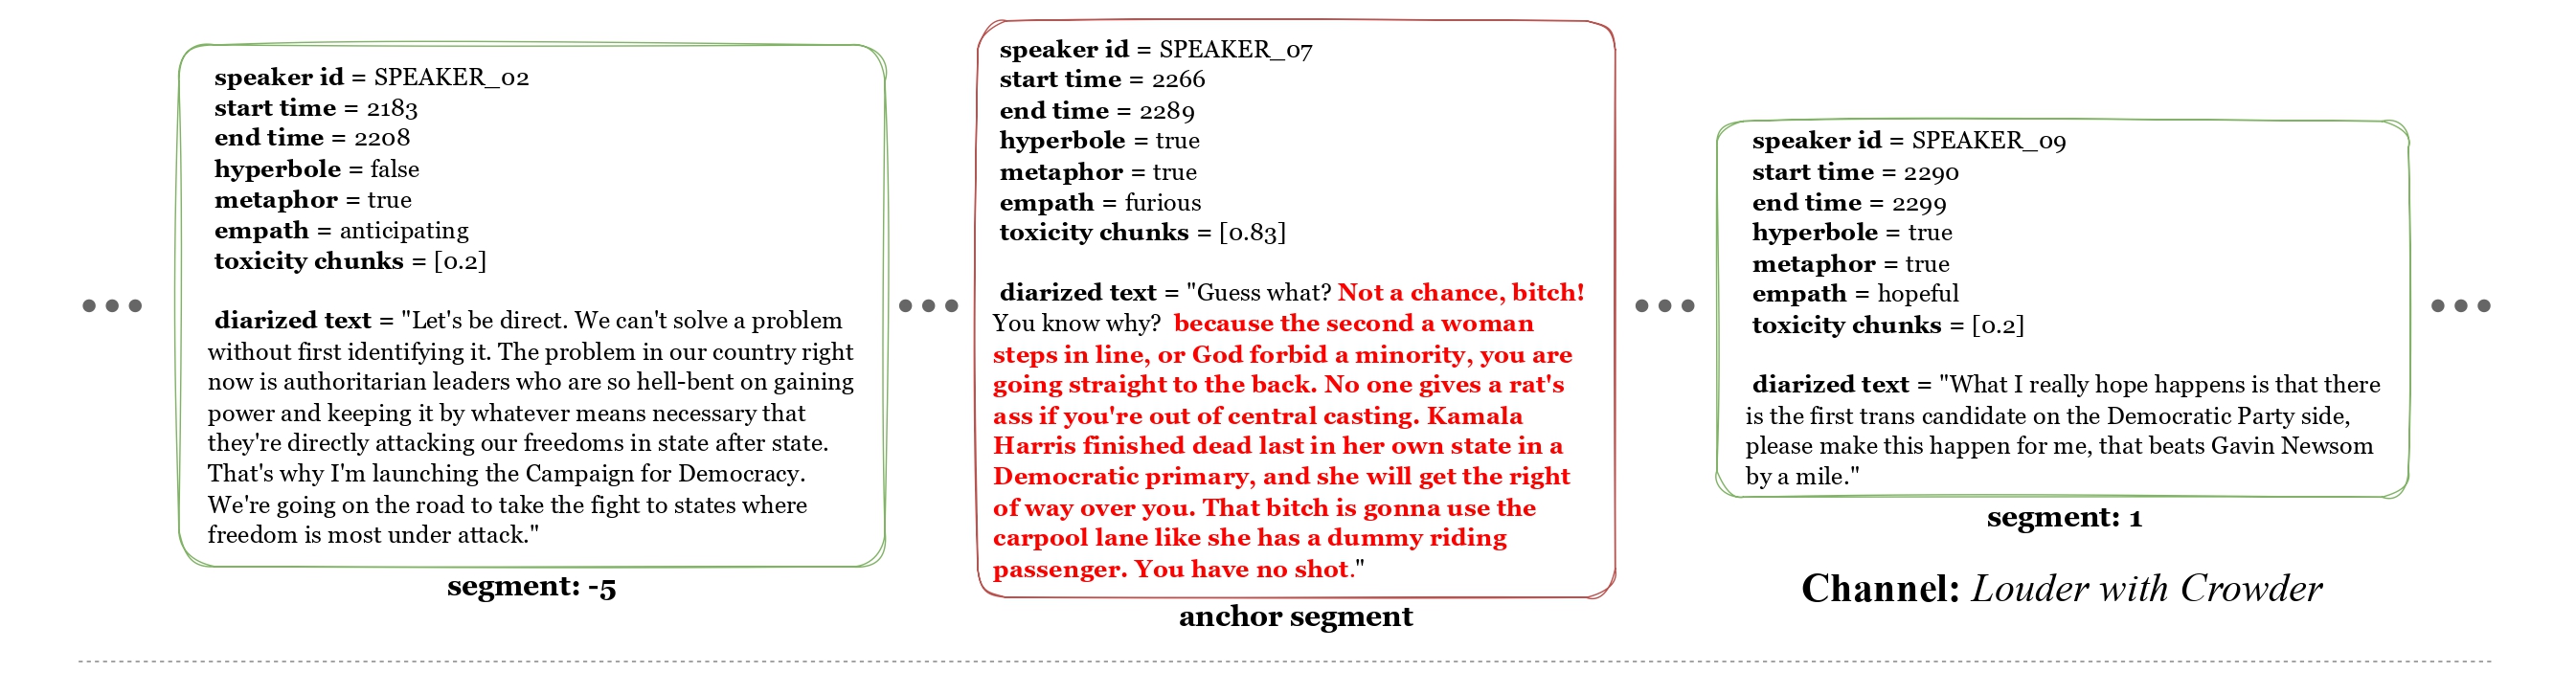 speaker id = SPEAKER_02
start time = 2183
end time = 2208
hyperbole = false
metaphor = true
empath = anticipating
toxicity chunks = [0.2]
diarized text = "Let's be direct. We can't solve a problem
without first identifying it. The problem in our country right
now is authoritarian leaders who are so hell-bent on gaining
power and keeping it by whatever means necessary that
they're directly attacking our freedoms in state after state.
That's why I'm launching the Campaign for Democracy.
We're going on the road to take the fight to states where
freedom is most under attack."
segment: -5
speaker id = SPEAKER_07
start time = 2266
end time = 2289
hyperbole = true
metaphor = true
empath = furious
toxicity chunks = [0.83]
diarized text = "Guess what? Not a chance, bitch!
You know why? because the second a woman
steps in line, or God forbid a minority, you are
going straight to the back. No one gives a rat's
ass if you're out of central casting. Kamala
Harris finished dead last in her own state in a
Democratic primary, and she will get the right
of way over you. That bitch is gonna use the
carpool lane like she has a dummy riding
passenger. You have no shot."
anchor segment
speaker id = SPEAKER_09
start time = 2290
end time = 2299
hyperbole = true
metaphor = true
empath = hopeful
toxicity chunks = [0.2]
diarized text = "What I really hope happens is that there
is the first trans candidate on the Democratic Party side,
please make this happen for me, that beats Gavin Newsom
by a mile."
segment: 1
Channel: Louder with Crowder